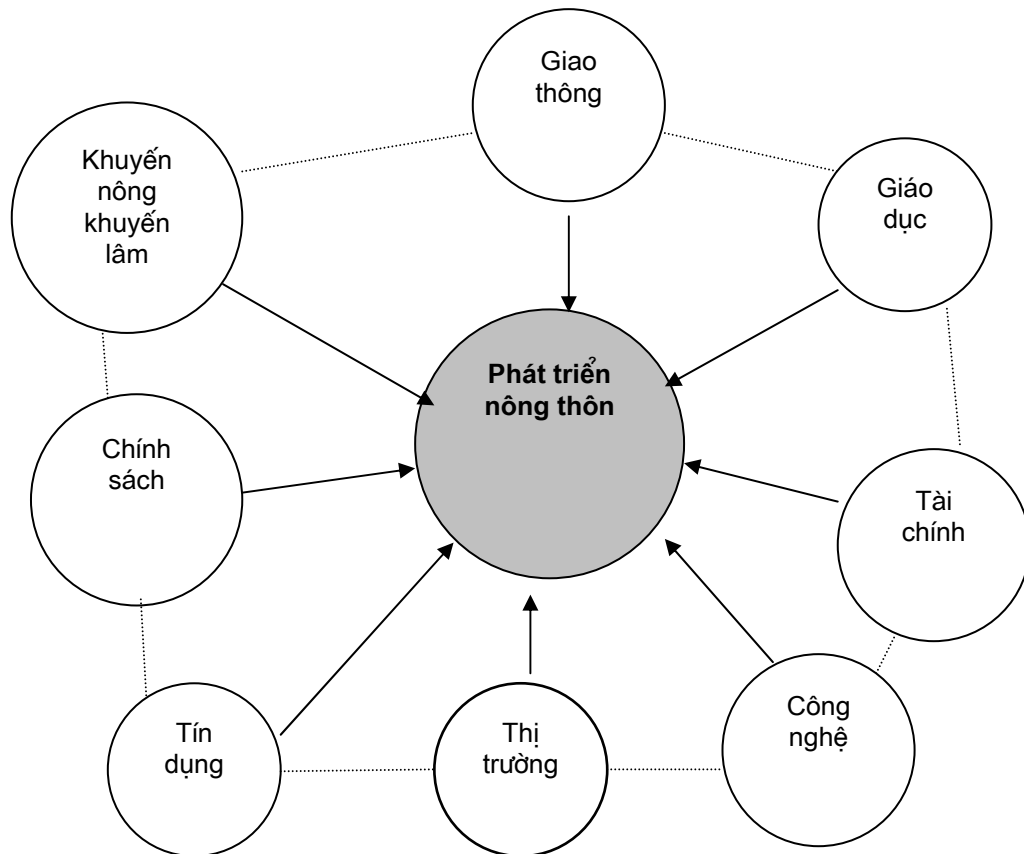 Giao
thông
Khuyến
nông
khuyến
lâm
Giáo
dục
Phát triển
nông thôn
Chính
sách
Tài
chính
Tín
dụng
Thị
trường
Công
nghệ